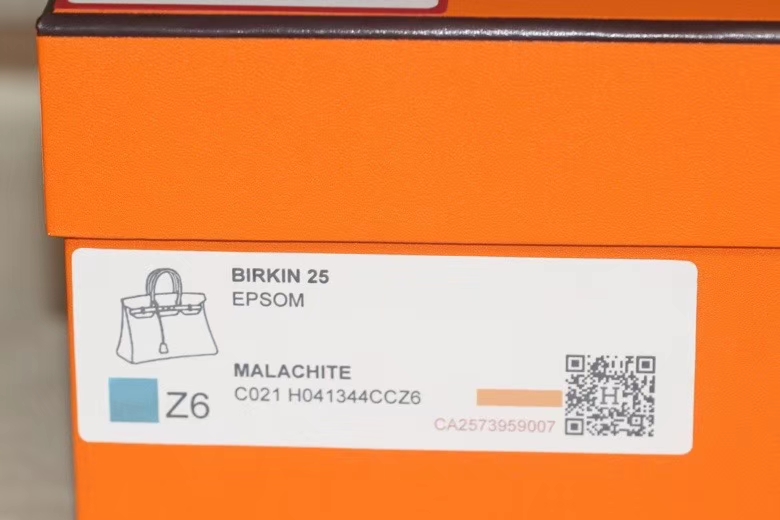 BIRKIN 25
EPSOM
MALACHITE
C021 H041344CCZ6
Z6
CA2573959007
H